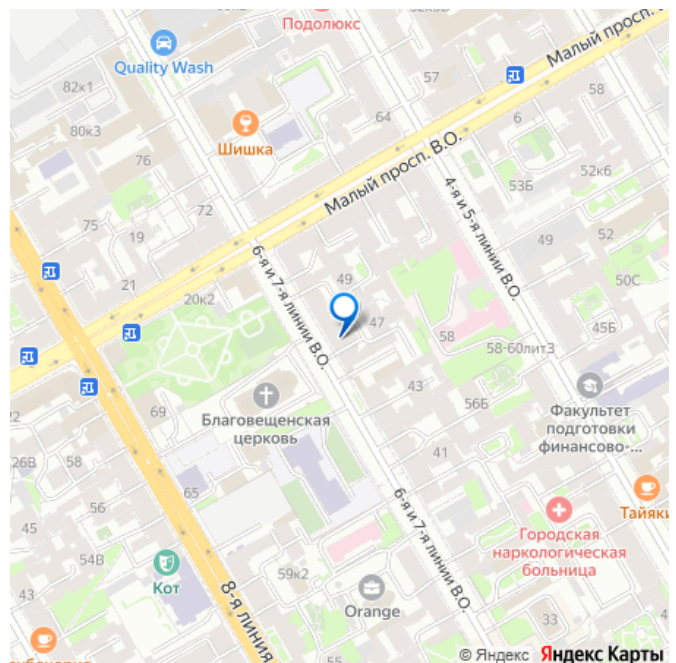 82к2
Подолюкс
52к3В
Малый просп. В.О.
Quality Wash
57
82к1
58
64
6
80к3
Шишка
76
Малый просп. В.О.
52к6
53Б
4-я и 5-я линии В.О.
72
75
19
52
49
6-я и 7-я линии В.О.
21
49
50С
20к2
47
45Б
58
58-60лит3
69
Благовещенская
церковь
43
56Б
Факультет
подготовки
финансово-...
22
26В
58
41
65
Тайяки
56
6-я и 7-я линии В.О.
45
Городская
наркологическая
больница
54В
Кот
59к2
43
8-я линия
Orange
33
55
© Яндекс Яндекс Карты